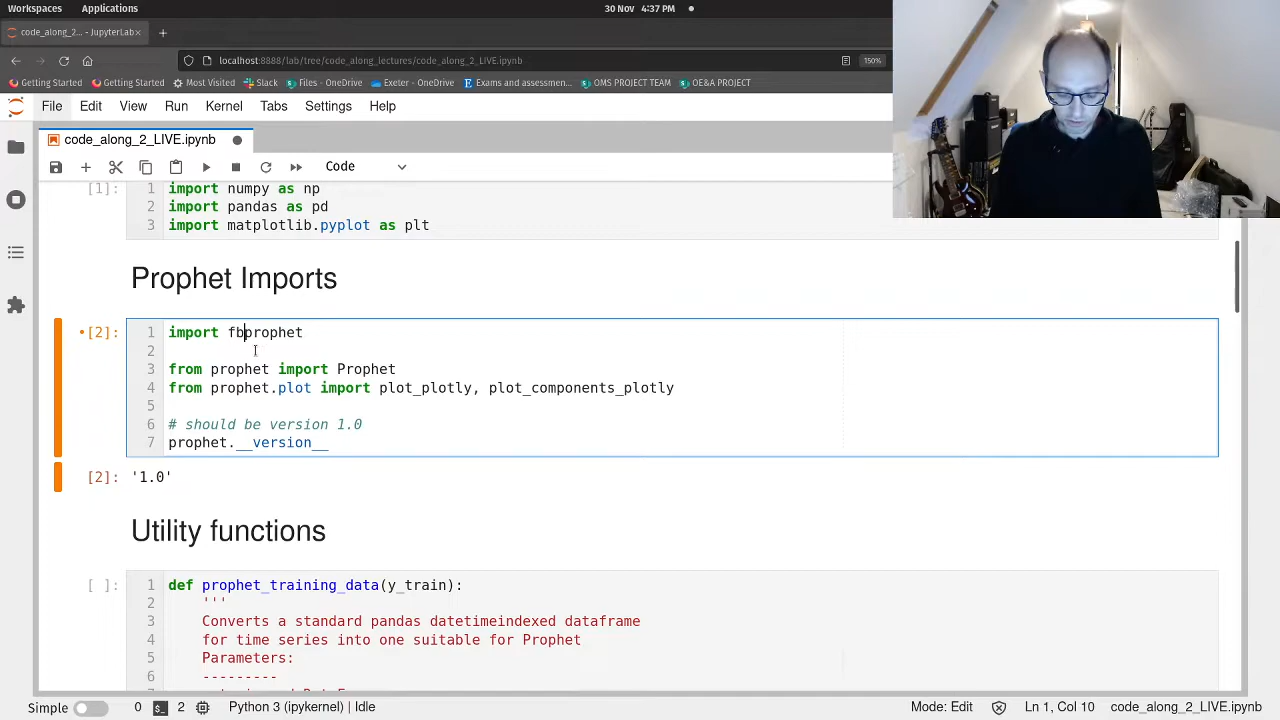 Workspaces Applications 30 Nov 4:37 PM
code_along_2... - JupyterLab
localhost:8888/lab/tree/code_along_lectures/code_along_2_LIVE.ipynb 150%
Getting Started Getting Started Most Visited Slack Files - OneDrive Exeter - OneDrive Exams and assessmen... OMS PROJECT TEAM OE&A PROJECT
File Edit View Run Kernel Tabs Settings Help
code_along_2_LIVE.ipynb
Code
[1]: 1 import numpy as np
2 import pandas as pd
3 import matplotlib.pyplot as plt
Prophet Imports
[2]: 1 import fbprophet
2
3 from prophet import Prophet
4 from prophet.plot import plot_plotly, plot_components_plotly
5
6 # should be version 1.0
7 prophet.__version__
[2]: '1.0'
Utility functions
[ ]: 1 def prophet_training_data(y_train):
2 '''
3 Converts a standard pandas datetimeindexed dataframe
4 for time series into one suitable for Prophet
5 Parameters:
6 ---------
Simple 0 2 Python 3 (ipykernel) | Idle Mode: Edit Ln 1, Col 10 code_along_2_LIVE.ipynb